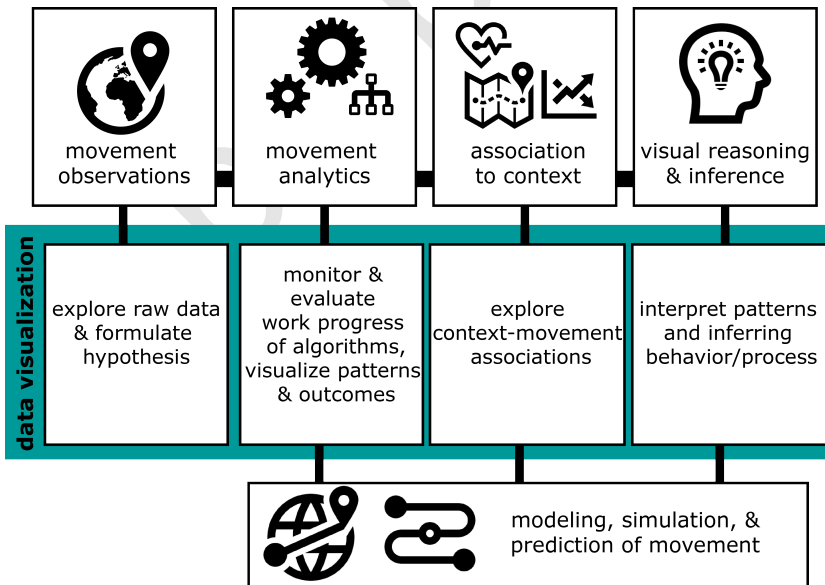 movement
observations
movement
analytics
association
to context
visual reasoning
& inference
data visualization
explore raw data
& formulate
hypothesis
monitor &
evaluate
work progress
of algorithms,
visualize patterns
& outcomes
explore
context-movement
associations
interpret patterns
and inferring
behavior/process
modeling, simulation, &
prediction of movement